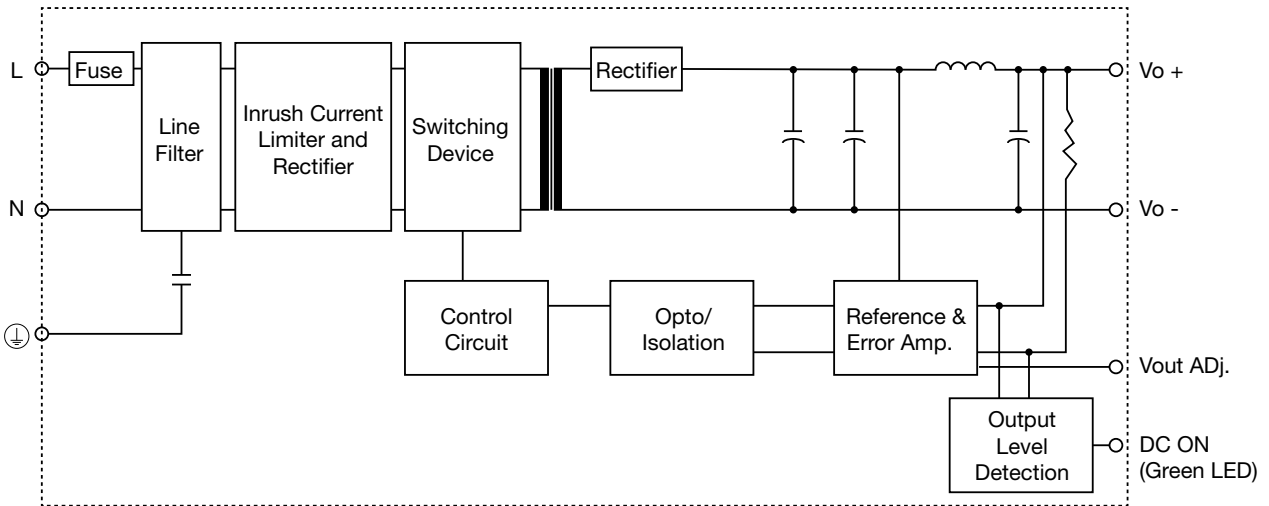 L
Fuse
Line
Filter
Inrush Current
Limiter and
Rectifier
Switching
Device
Rectifier
Vo +
N
Vo -
Control
Circuit
Opto/
Isolation
Reference &
Error Amp.
Vout ADj.
Output
Level
Detection
DC ON
(Green LED)